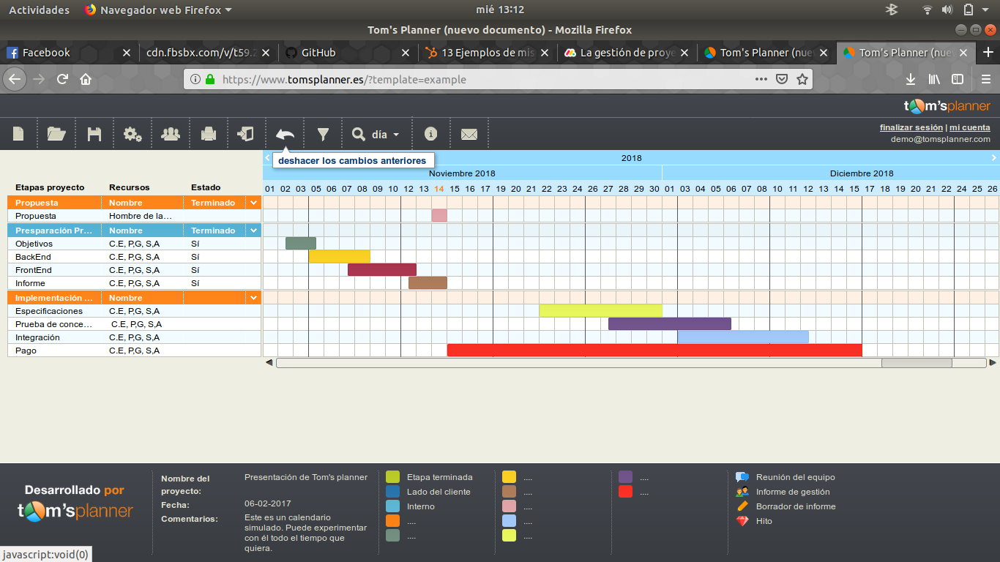 Actividades Navegador web Firefox mié 13:12
Tom's Planner (nuevo documento) - Mozilla Firefox
Facebook cdn.fbsbx.com/v/t59.2 GitHub 13 Ejemplos de mis La gestión de proye Tom's Planner (nue Tom's Planner (nue
https://www.tomsplanner.es/?template=example
tom'splanner
día
finalizar sesión | mi cuenta
demo@tomsplanner.com
deshacer los cambios anteriores
2018
Noviembre 2018 Diciembre 2018
Etapas proyecto Recursos Estado 01 02 03 05 06 07 08 09 10 12 13 14 15 16 17 19 20 21 22 23 24 26 27 28 29 30 01 03 04 05 06 07 08 10 11 12 13 14 15 17 18 19 20 21 22 24 25 26
Propuesta Nombre Terminado
Propuesta Hombre de la...
Presparación Pr... Nombre Terminado
Objetivos C.E, P,G, S,A Sí
BackEnd C.E, P,G, S,A Sí
FrontEnd C.E, P,G, S,A Sí
Informe C.E, P,G, S,A Sí
Implementación ... Nombre
Especificaciones C.E, P,G, S,A
Prueba de conce... C.E, P,G, S,A
Integración C.E, P,G, S,A
Pago C.E, P,G, S,A
Desarrollado por
tom'splanner
Nombre del
proyecto:
Presentación de Tom's planner
Fecha: 06-02-2017
Comentarios: Este es un calendario
simulado. Puede experimentar
con él todo el tiempo que
quiera.
Etapa terminada
Lado del cliente
Interno
....
....
....
....
....
....
....
....
....
Reunión del equipo
Informe de gestión
Borrador de informe
Hito
javascript:void(0)